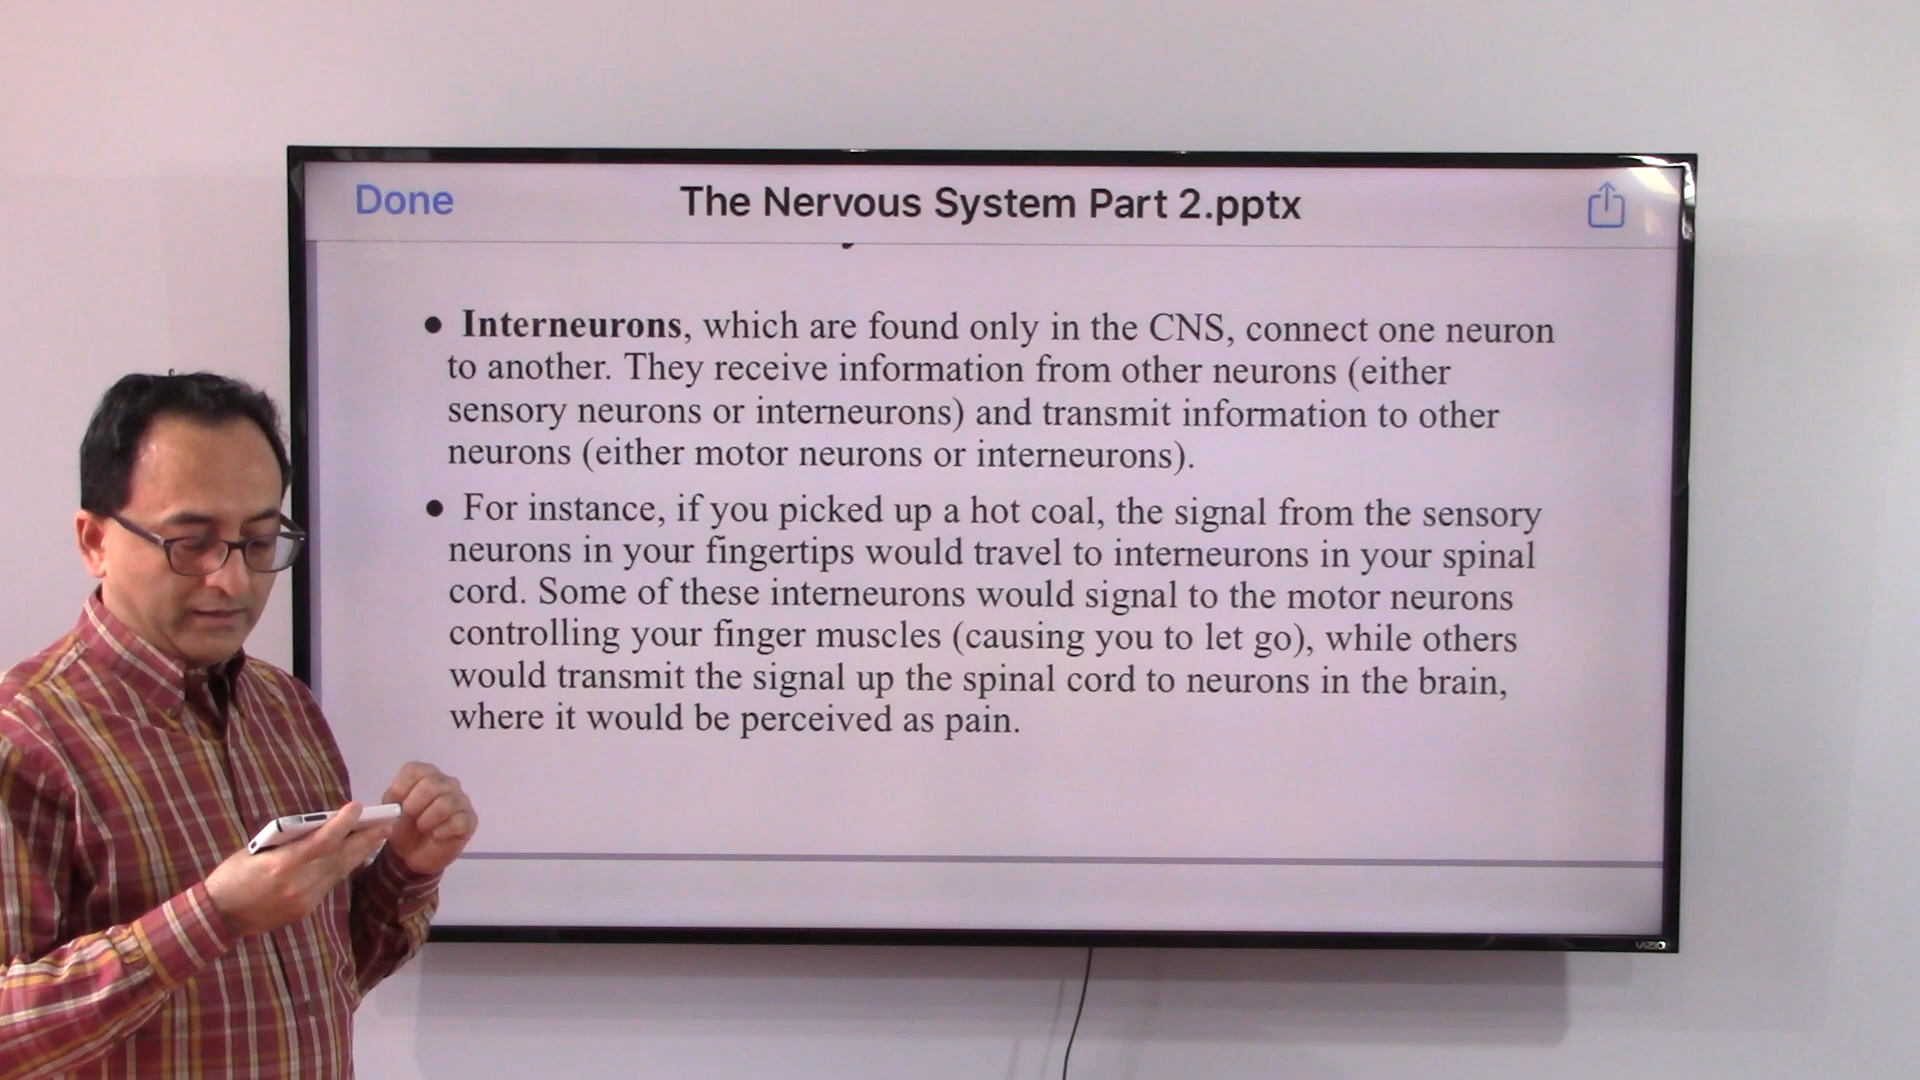 Done
The Nervous System Part 2.pptx
● Interneurons, which are found only in the CNS, connect one neuron
to another. They receive information from other neurons (either
sensory neurons or interneurons) and transmit information to other
neurons (either motor neurons or interneurons).
● For instance, if you picked up a hot coal, the signal from the sensory
neurons in your fingertips would travel to interneurons in your spinal
cord. Some of these interneurons would signal to the motor neurons
controlling your finger muscles (causing you to let go), while others
would transmit the signal up the spinal cord to neurons in the brain,
where it would be perceived as pain.
VIZIO